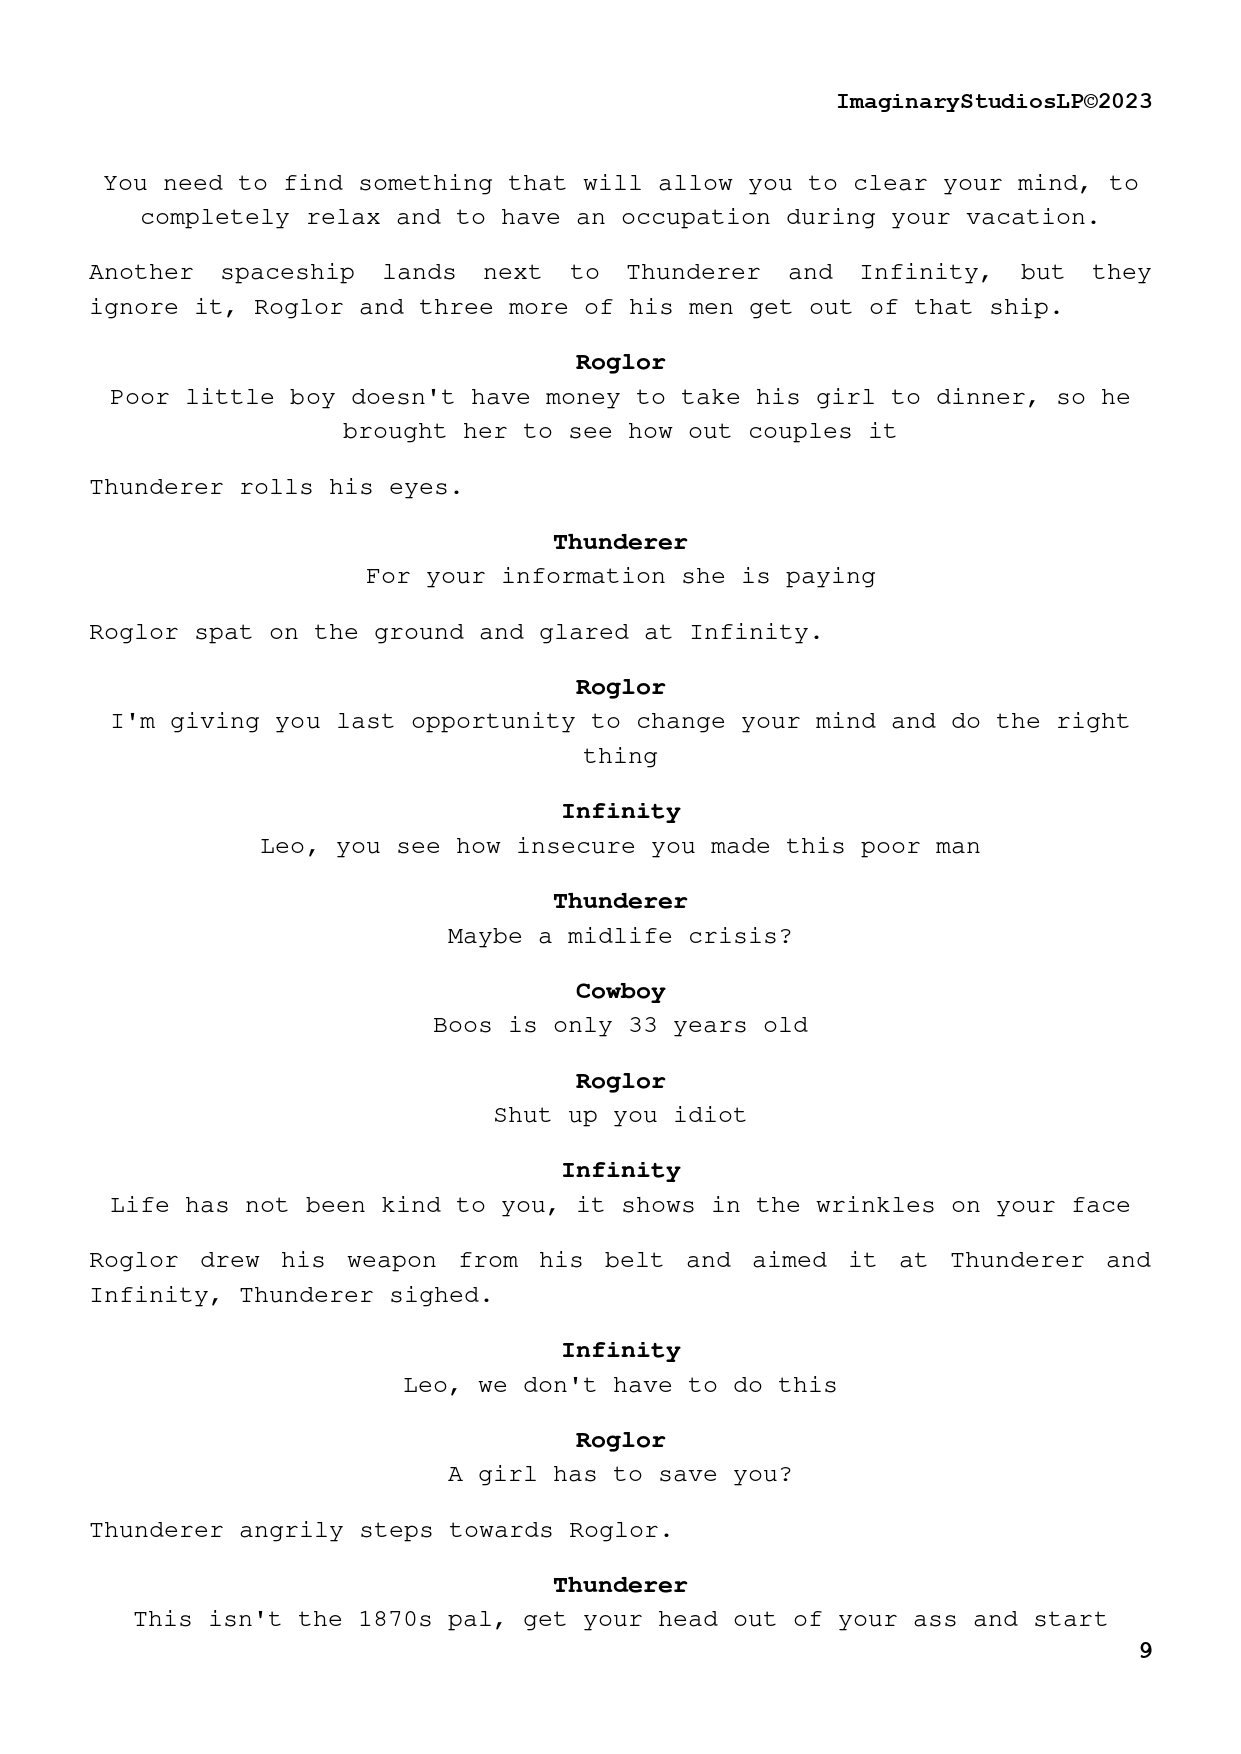 ImaginaryStudiosLP©2023
You need to find something that will allow you to clear your mind, to
completely relax and to have an occupation during your vacation.
Another spaceship lands next to Thunderer and Infinity, but they
ignore it, Roglor and three more of his men get out of that ship.
Roglor
Poor little boy doesn't have money to take his girl to dinner, so he
brought her to see how out couples it
Thunderer rolls his eyes.
Thunderer
For your information she is paying
Roglor spat on the ground and glared at Infinity.
Roglor
I'm giving you last opportunity to change your mind and do the right
thing
Infinity
Leo, you see how insecure you made this poor man
Thunderer
Maybe a midlife crisis?
Cowboy
Boos is only 33 years old
Roglor
Shut up you idiot
Infinity
Life has not been kind to you, it shows in the wrinkles on your face
Roglor drew his weapon from his belt and aimed it at Thunderer and
Infinity, Thunderer sighed.
Infinity
Leo, we don't have to do this
Roglor
A girl has to save you?
Thunderer angrily steps towards Roglor.
Thunderer
This isn't the 1870s pal, get your head out of your ass and start
9